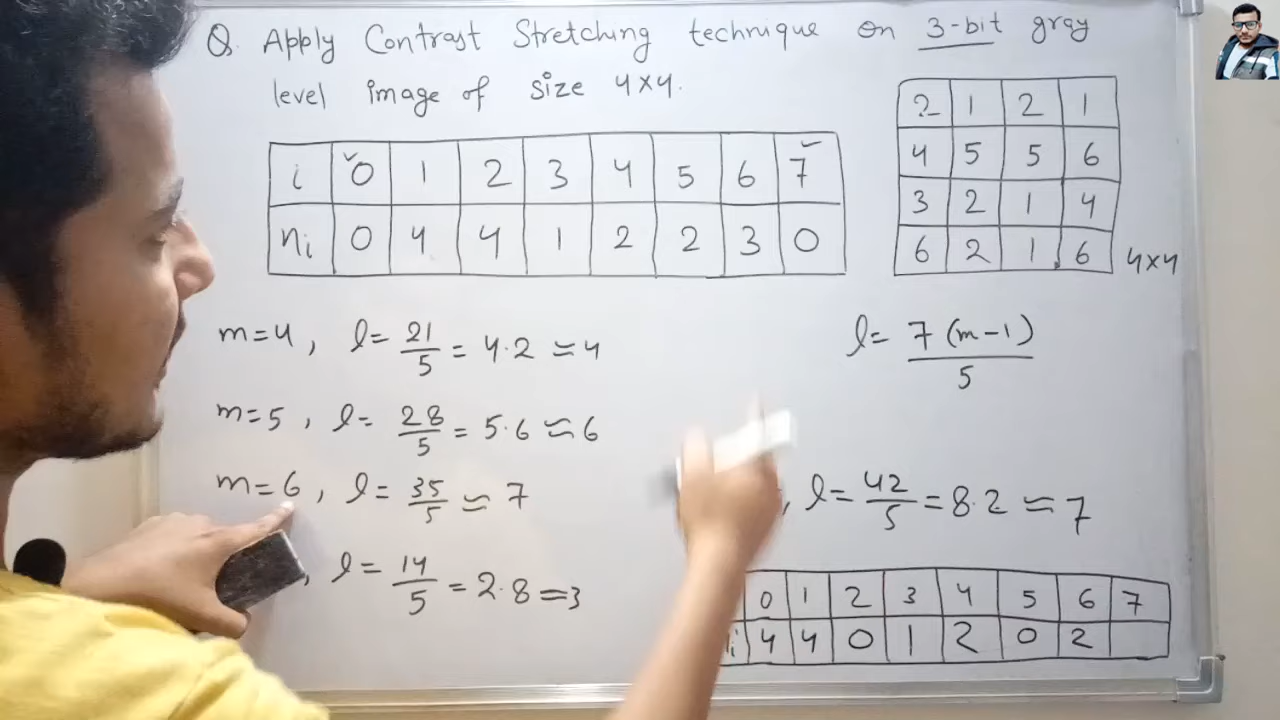 Q. Apply Contrast Stretching technique on 3-bit gray
level image of size 4×4.
i 0 1 2 3 4 5 6 7
ni 0 4 4 1 2 2 3 0
2 1 2 1
4 5 5 6
3 2 1 4
6 2 1 6
4×4
m=4, l= 21/5 = 4.2 ≈ 4
l= 7(m-1)/5
m=5, l= 28/5 = 5.6 ≈ 6
m=6, l= 35/5 ≈ 7
, l= 42/5 = 8.2 ≈ 7
, l= 14/5 = 2.8 = 3
0 1 2 3 4 5 6 7
i 4 4 0 1 2 0 2